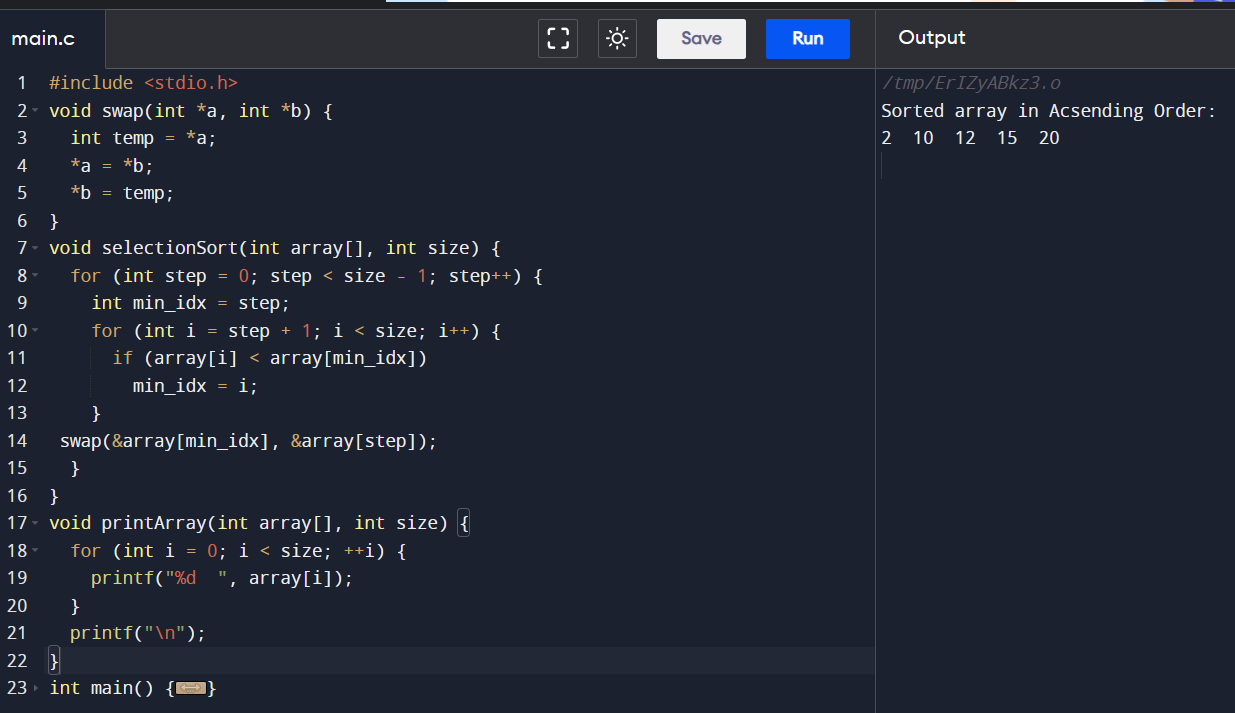 main.c
Save
Run
Output
1 #include <stdio.h>
2 void swap(int *a, int *b) {
3   int temp = *a;
4   *a = *b;
5   *b = temp;
6 }
7 void selectionSort(int array[], int size) {
8   for (int step = 0; step < size - 1; step++) {
9     int min_idx = step;
10     for (int i = step + 1; i < size; i++) {
11       if (array[i] < array[min_idx])
12         min_idx = i;
13     }
14  swap(&array[min_idx], &array[step]);
15   }
16 }
17 void printArray(int array[], int size) {
18   for (int i = 0; i < size; ++i) {
19     printf("%d  ", array[i]);
20   }
21   printf("\n");
22 }
23 int main() {}
/tmp/ErIZyABkz3.o
Sorted array in Acsending Order:
2  10  12  15  20